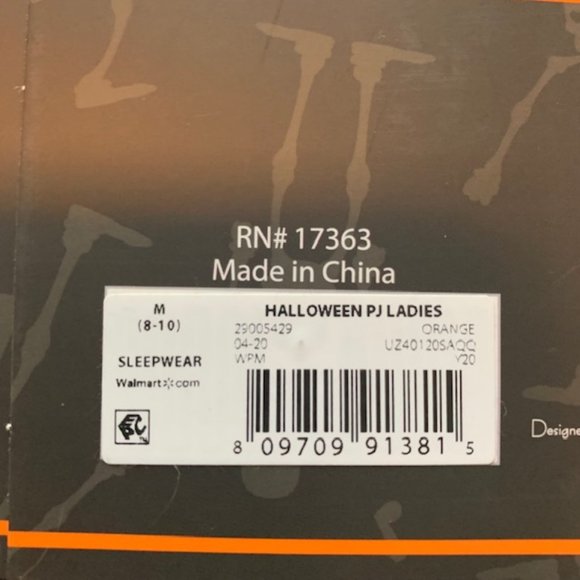 RN# 17363
Made in China
M
(8-10)
HALLOWEEN PJ LADIES
29005429 ORANGE
04-20 UZ40120SAQQ
WPM Y20
SLEEPWEAR
Walmart.com
EPC
8 09709 91381 5
Designe